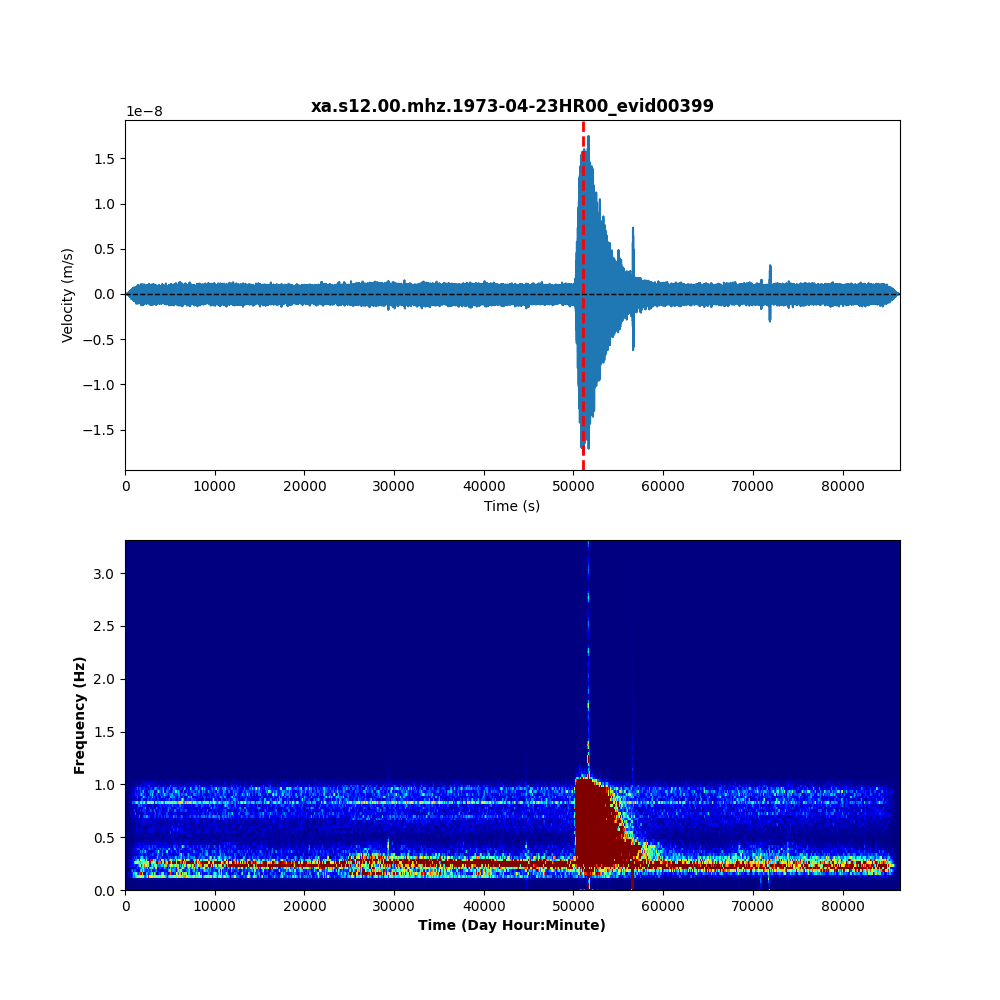 xa.s12.00.mhz.1973-04-23HR00_evid00399
1e−8
1.5
1.0
0.5
0.0
−0.5
−1.0
−1.5
Velocity (m/s)
0 10000 20000 30000 40000 50000 60000 70000 80000
Time (s)
3.0
2.5
2.0
1.5
1.0
0.5
0.0
Frequency (Hz)
0 10000 20000 30000 40000 50000 60000 70000 80000
Time (Day Hour:Minute)